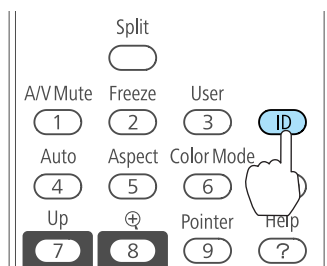 Split
A/V Mute Freeze User
1 2 3 ID
Auto Aspect Color Mode
4 5 6
Up Pointer Help
7 8 9 ?